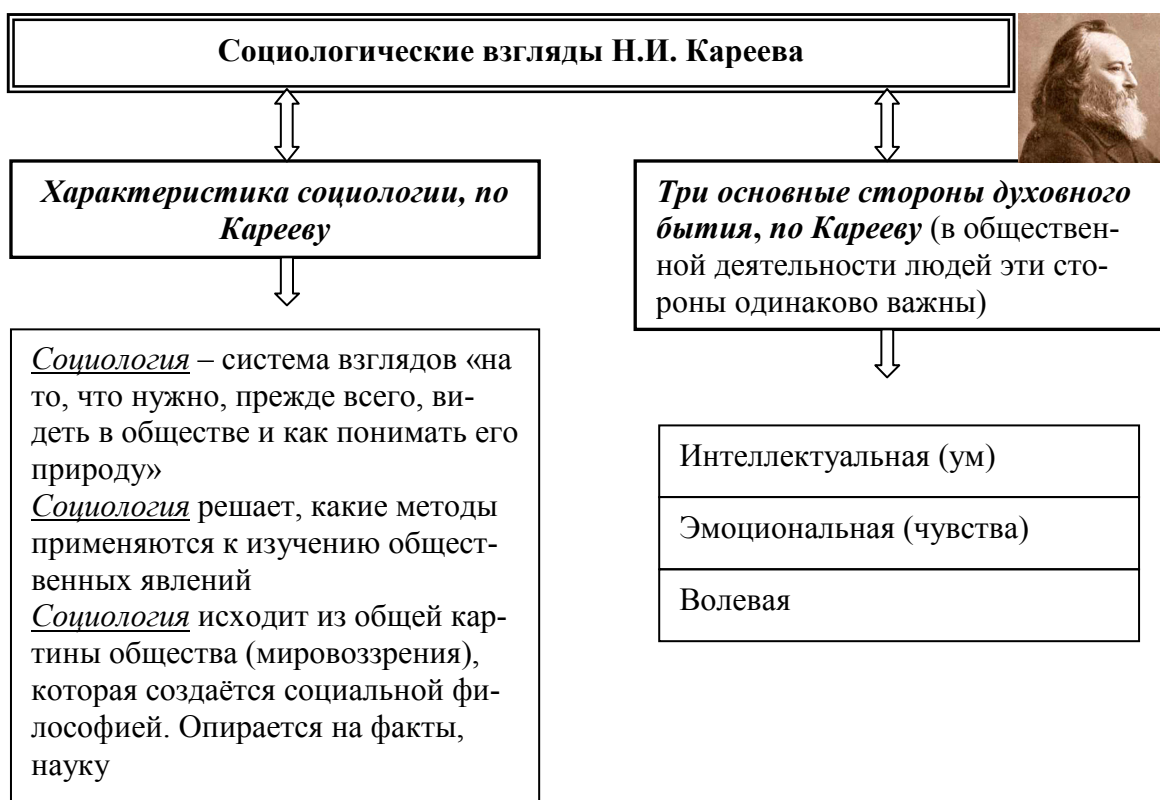 Социологические взгляды Н.И. Кареева
Характеристика социологии, по
Карееву
Социология – система взглядов «на
то, что нужно, прежде всего, ви-
деть в обществе и как понимать его
природу»
Социология решает, какие методы
применяются к изучению общест-
венных явлений
Социология исходит из общей кар-
тины общества (мировоззрения),
которая создаётся социальной фи-
лософией. Опирается на факты,
науку
Три основные стороны духовного
бытия, по Карееву (в обществен-
ной деятельности людей эти сто-
роны одинаково важны)
Интеллектуальная (ум)
Эмоциональная (чувства)
Волевая